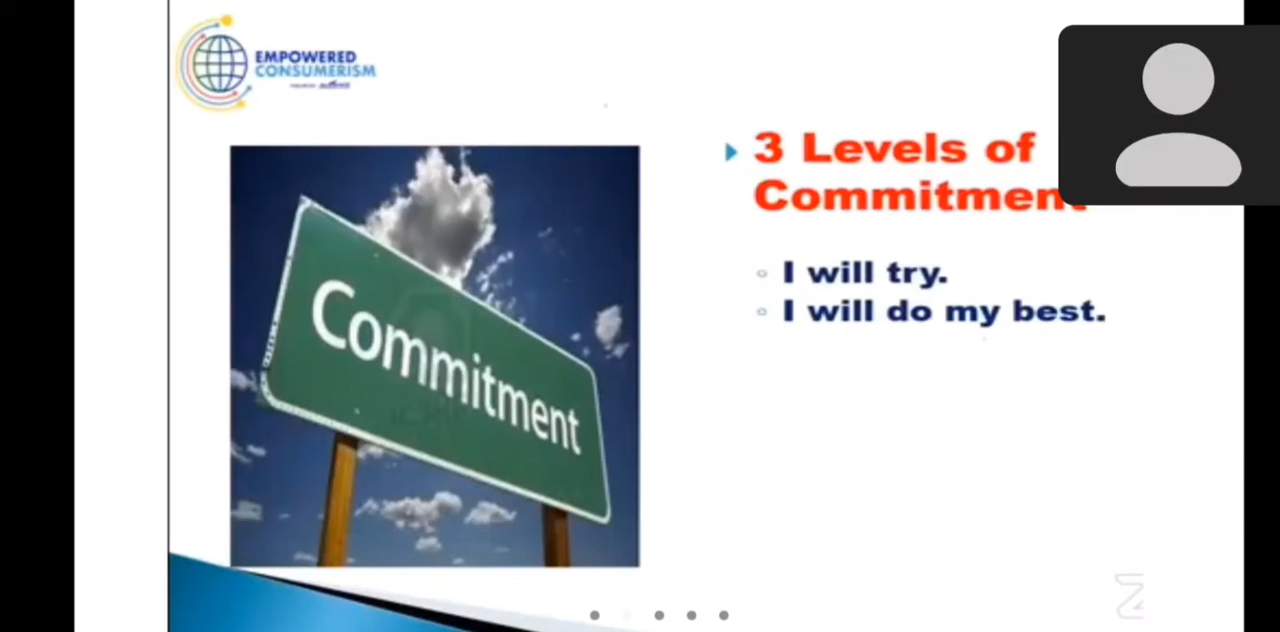 EMPOWERED
CONSUMERISM
3 Levels of
Commitment
I will try.
I will do my best.
Commitment